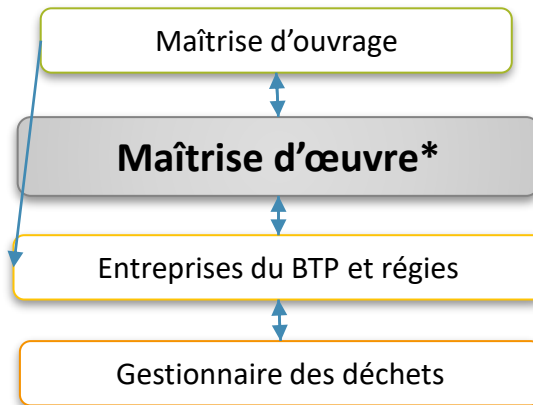 Maîtrise d’ouvrage
Maîtrise d’œuvre*
Entreprises du BTP et régies
Gestionnaire des déchets